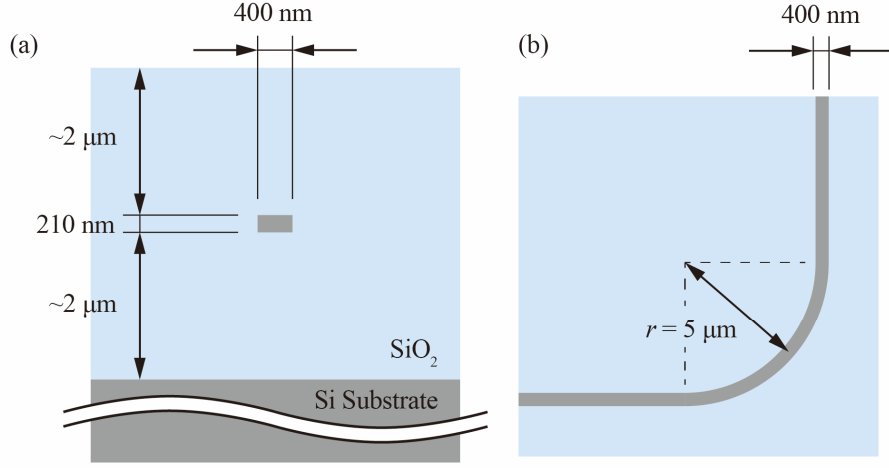 400 nm
(a)
~2 μm
210 nm
~2 μm
SiO2
Si Substrate
400 nm
(b)
r = 5 μm